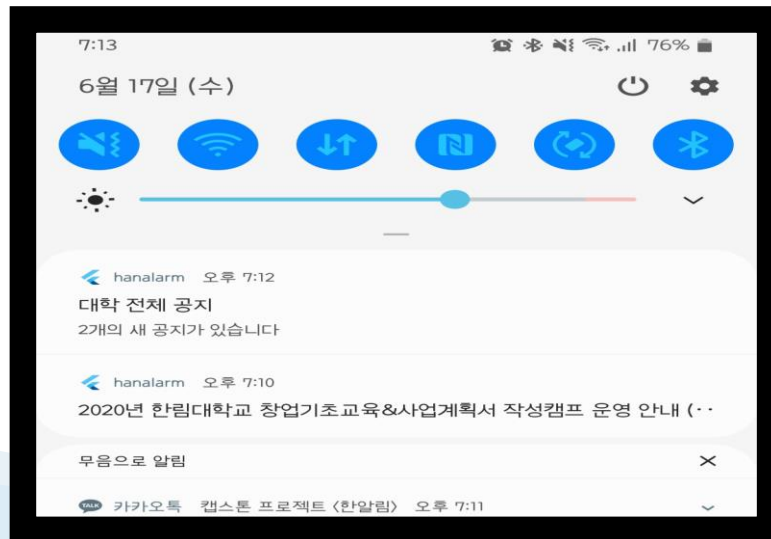 7:13 76%
6월 17일 (수)
hanalarm 오후 7:12
대학 전체 공지
2개의 새 공지가 있습니다
hanalarm 오후 7:10
2020년 한림대학교 창업기초교육&사업계획서 작성캠프 운영 안내 (··
무음으로 알림
TALK 카카오톡 캡스톤 프로젝트 〈한알림〉 오후 7:11